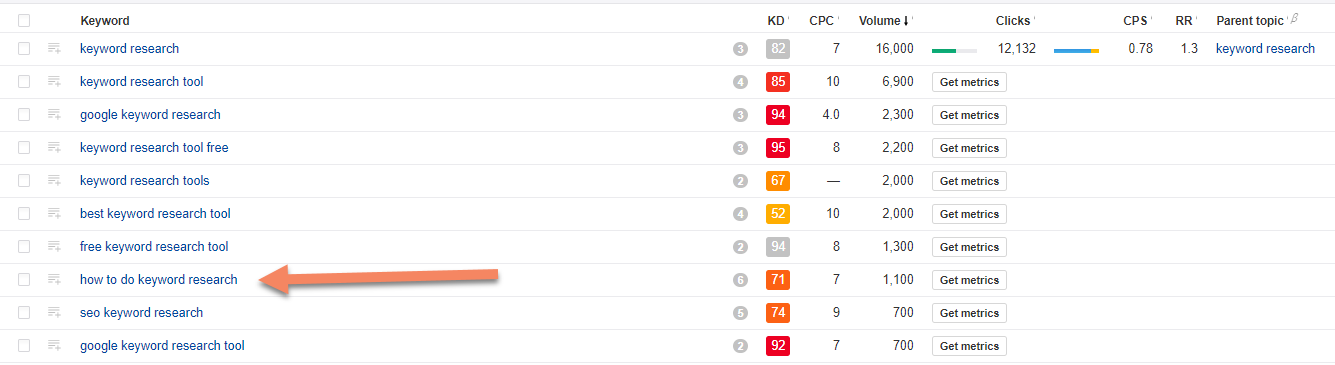 Keyword KD CPC Volume Clicks CPS RR Parent topic β
keyword research 3 82 7 16,000 12,132 0.78 1.3 keyword research
keyword research tool 4 85 10 6,900 Get metrics
google keyword research 3 94 4.0 2,300 Get metrics
keyword research tool free 3 95 8 2,200 Get metrics
keyword research tools 2 67 — 2,000 Get metrics
best keyword research tool 4 52 10 2,000 Get metrics
free keyword research tool 2 94 8 1,300 Get metrics
how to do keyword research 6 71 7 1,100 Get metrics
seo keyword research 5 74 9 700 Get metrics
google keyword research tool 2 92 7 700 Get metrics